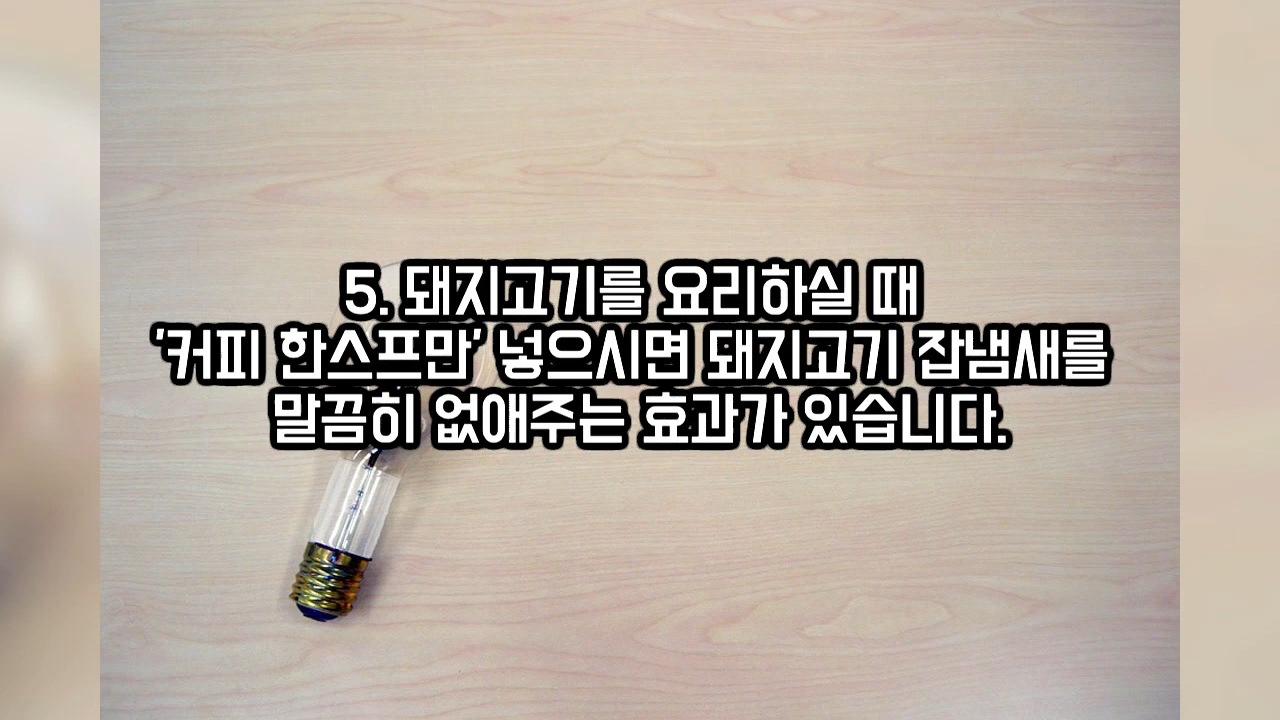 5. 돼지고기를 요리하실 때
'커피 한스프만' 넣으시면 돼지고기 잡냄새를
말끔히 없애주는 효과가 있습니다.